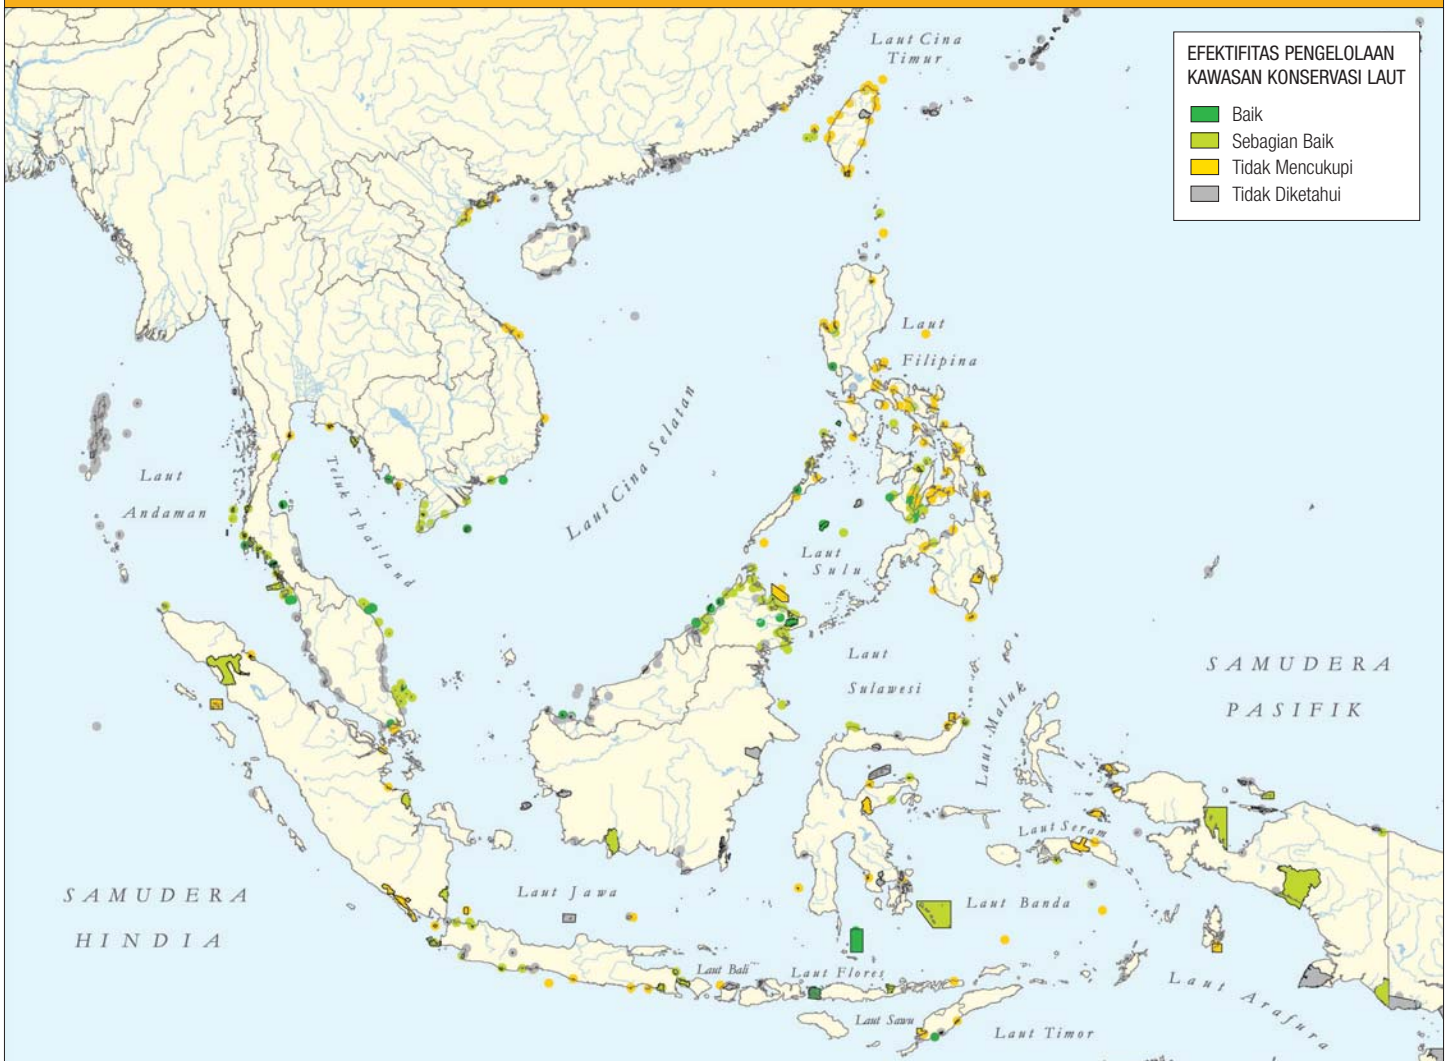 Laut Cina
Timur
EFEKTIFITAS PENGELOLAAN
KAWASAN KONSERVASI LAUT
Baik
Sebagian Baik
Tidak Mencukupi
Tidak Diketahui
Laut
Filipina
Laut Cina Selatan
Laut
Andaman
Teluk Thailand
Laut
Sulu
Laut
Sulawesi
Laut Maluk
SAMUDERA
PASIFIK
Laut Seram
SAMUDERA
HINDIA
Laut Jawa
Laut Banda
Laut Bali
Laut Flores
Laut Arafura
Laut Sawu
Laut Timor